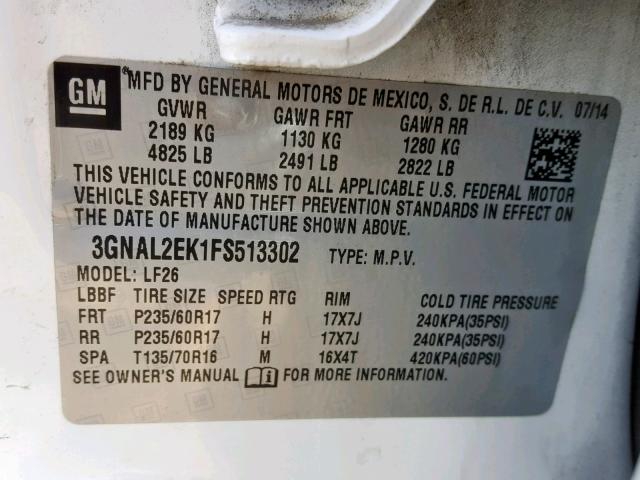 GM MFD BY GENERAL MOTORS DE MEXICO, S. DE R.L. DE C.V. 07/14
GVWR GAWR FRT GAWR RR
2189 KG 1130 KG 1280 KG
4825 LB 2491 LB 2822 LB
THIS VEHICLE CONFORMS TO ALL APPLICABLE U.S. FEDERAL MOTOR
VEHICLE SAFETY AND THEFT PREVENTION STANDARDS IN EFFECT ON
THE DATE OF MANUFACTURE SHOWN ABOVE.
3GNAL2EK1FS513302 TYPE: M.P.V.
MODEL: LF26
LBBF TIRE SIZE SPEED RTG RIM COLD TIRE PRESSURE
FRT P235/60R17 H 17X7J 240KPA(35PSI)
RR P235/60R17 H 17X7J 240KPA(35PSI)
SPA T135/70R16 M 16X4T 420KPA(60PSI)
SEE OWNER'S MANUAL i FOR MORE INFORMATION.